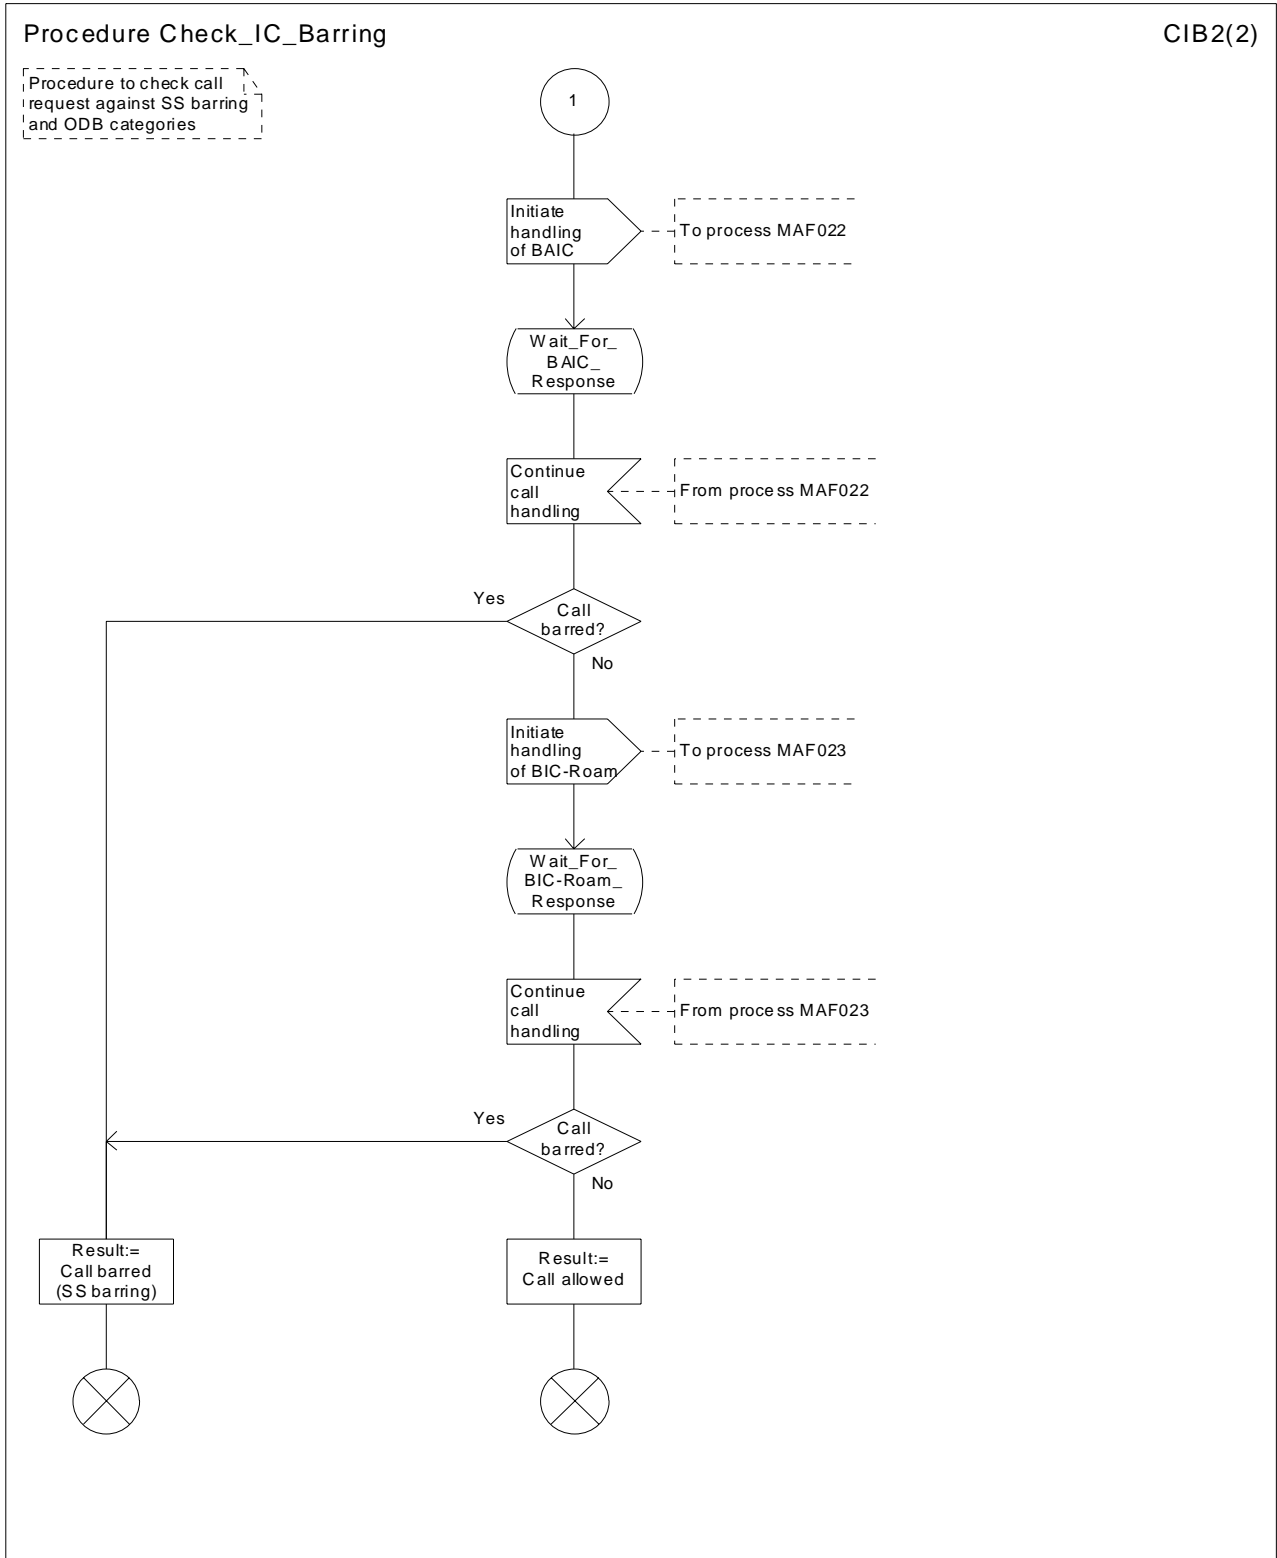 Procedure Check_IC_Barring
CIB2(2)
Procedure to check call
request against SS barring
and ODB categories
1
Initiate
handling
of BAIC
To process MAF022
Wait_For_
BAIC_
Response
Continue
call
handling
From process MAF022
Yes
Call
barred?
No
Initiate
handling
of BIC-Roam
To process MAF023
Wait_For_
BIC-Roam_
Response
Continue
call
handling
From process MAF023
Yes
Call
barred?
No
Result:=
Call barred
(SS barring)
Result:=
Call allowed